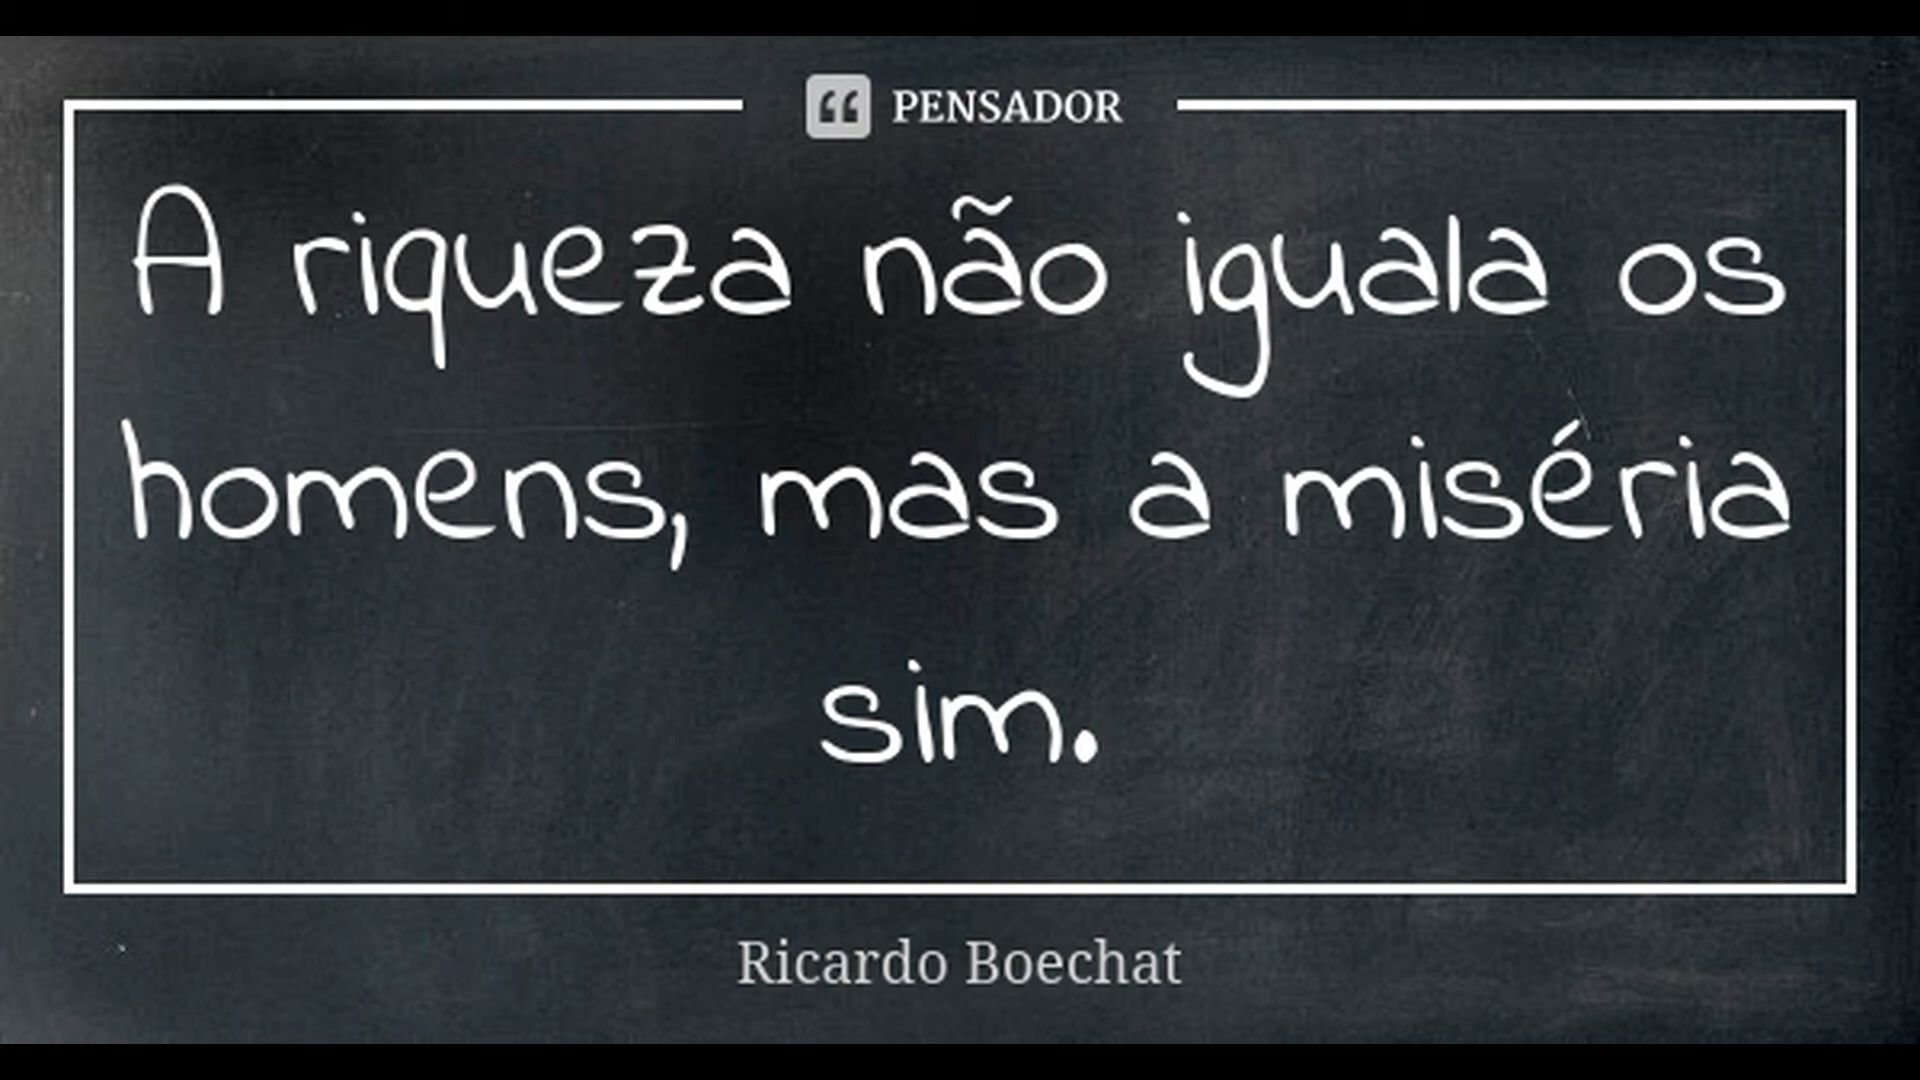 PENSADOR
A riqueza não iguala os
homens, mas a miséria
sim.
Ricardo Boechat